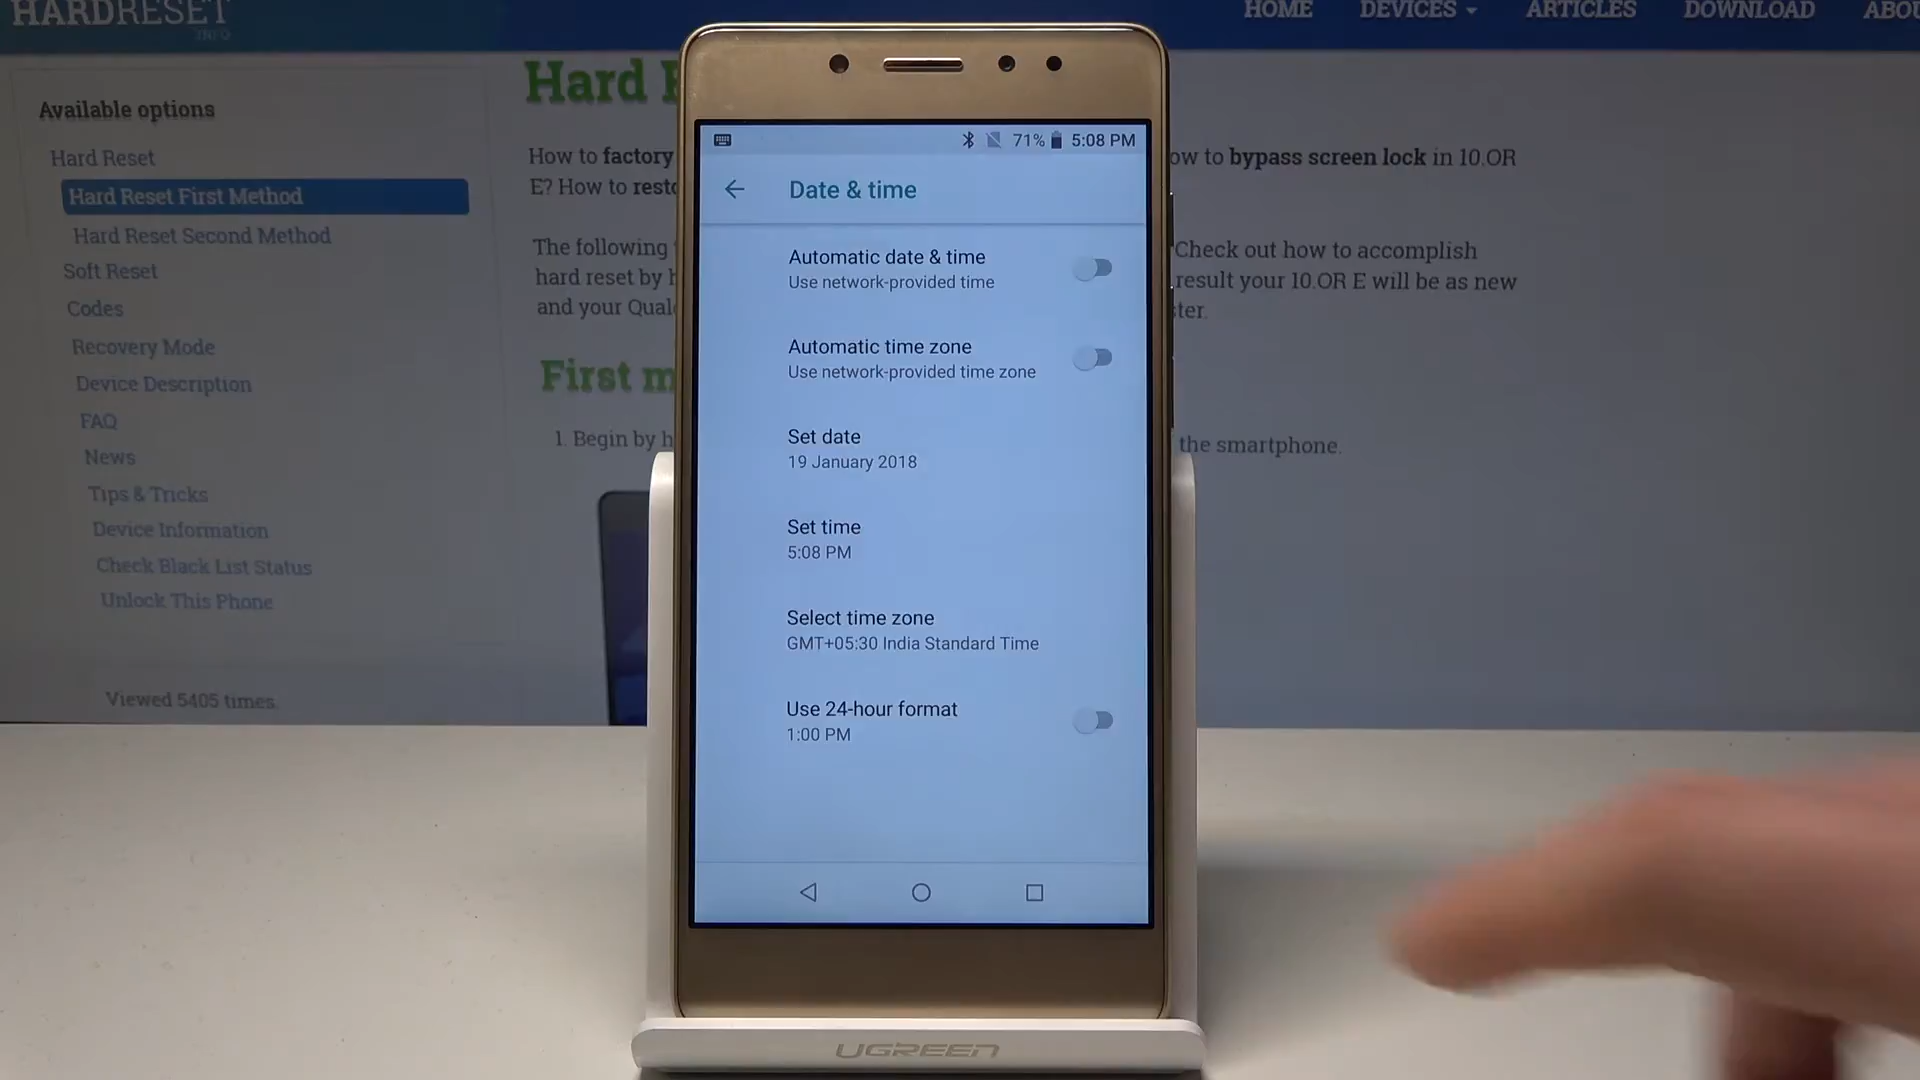 HARDRESET
.INFO
HOME
DEVICES
ARTICLES
DOWNLOAD
Available options
Hard Reset
Hard Reset First Method
Hard Reset Second Method
Soft Reset
Codes
Recovery Mode
Device Description
FAQ
News
Tips & Tricks
Device Information
Check Black List Status
Unlock This Phone
Viewed 5405 times.
Hard
How to factory
E? How to
bypass screen lock in 10.OR
The following
Check out how to accomplish
hard reset by
result your 10.OR E will be as new
and your
First
1. Begin by
the smartphone.
71% 5:08 PM
Date & time
Automatic date & time
Use network-provided time
Automatic time zone
Use network-provided time zone
Set date
19 January 2018
Set time
5:08 PM
Select time zone
GMT+05:30 India Standard Time
Use 24-hour format
1:00 PM
UGREEN